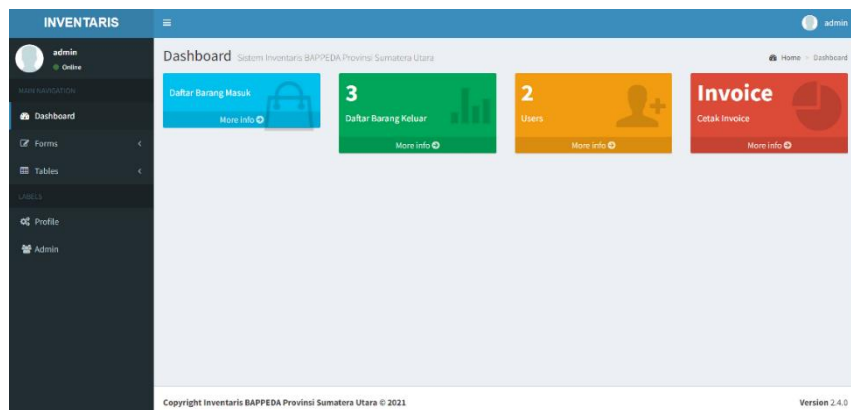 INVENTARIS
admin
admin
Online
MAIN NAVIGATION
Dashboard
Forms
Tables
LABELS
Profile
Admin
Dashboard Sistem Inventaris BAPPEDA Provinsi Sumatera Utara
Home > Dashboard
Daftar Barang Masuk
More info
3
Daftar Barang Keluar
More info
2
Users
More info
Invoice
Cetak Invoice
More info
Copyright Inventaris BAPPEDA Provinsi Sumatera Utara © 2021
Version 2.4.0